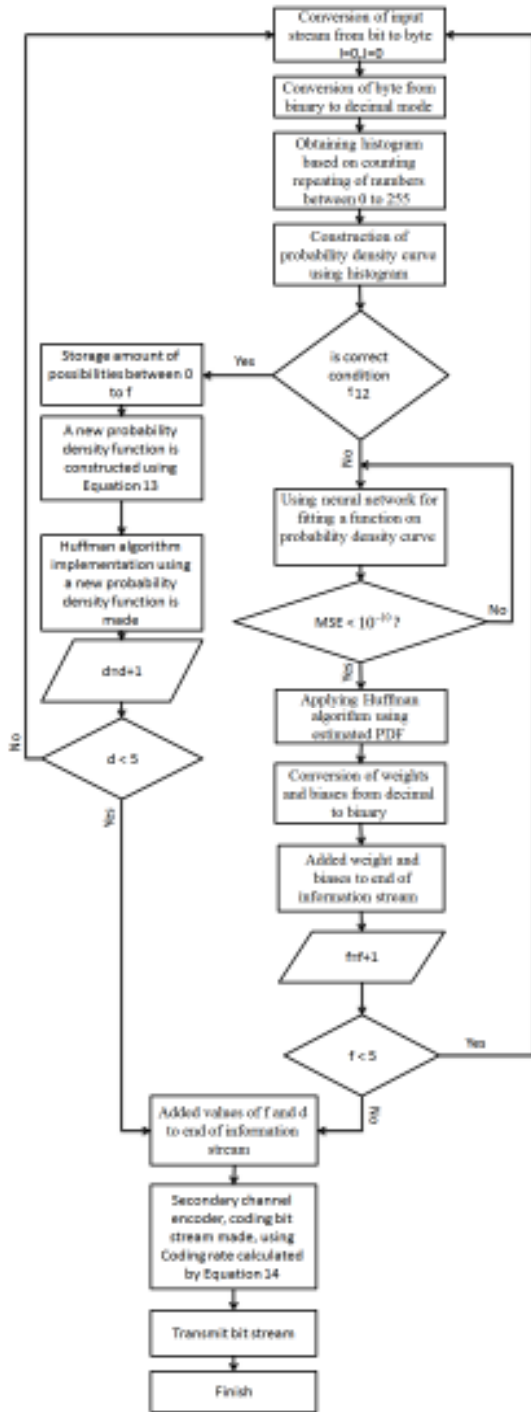 Conversion of input
stream from bit to byte
Conversion of byte from
binary to decimal mode
Obtaining histogram
based on counting
repeating of numbers
between 0 to 255
Construction of
probability density curve
using histogram
Yes
is correct
condition
Storage amount of
possibilities between 0
to f
No
A new probability
density function is
constructed using
Equation 13
Using neural network for
fitting a function on
probability density curve
Huffman algorithm
implementation using
a new probability
density function is
made
No
MSE < 10⁻¹⁰ ?
Yes
d=d+1
Applying Huffman
algorithm using
estimated PDF
No
d < 5
Yes
Conversion of weights
and biases from decimal
to binary
Added weight and
biases to end of
information stream
f=f+1
Yes
f < 5
No
Added values of f and d
to end of information
stream
Secondary channel
encoder, coding bit
stream made, using
Coding rate calculated
by Equation 14
Transmit bit stream
Finish